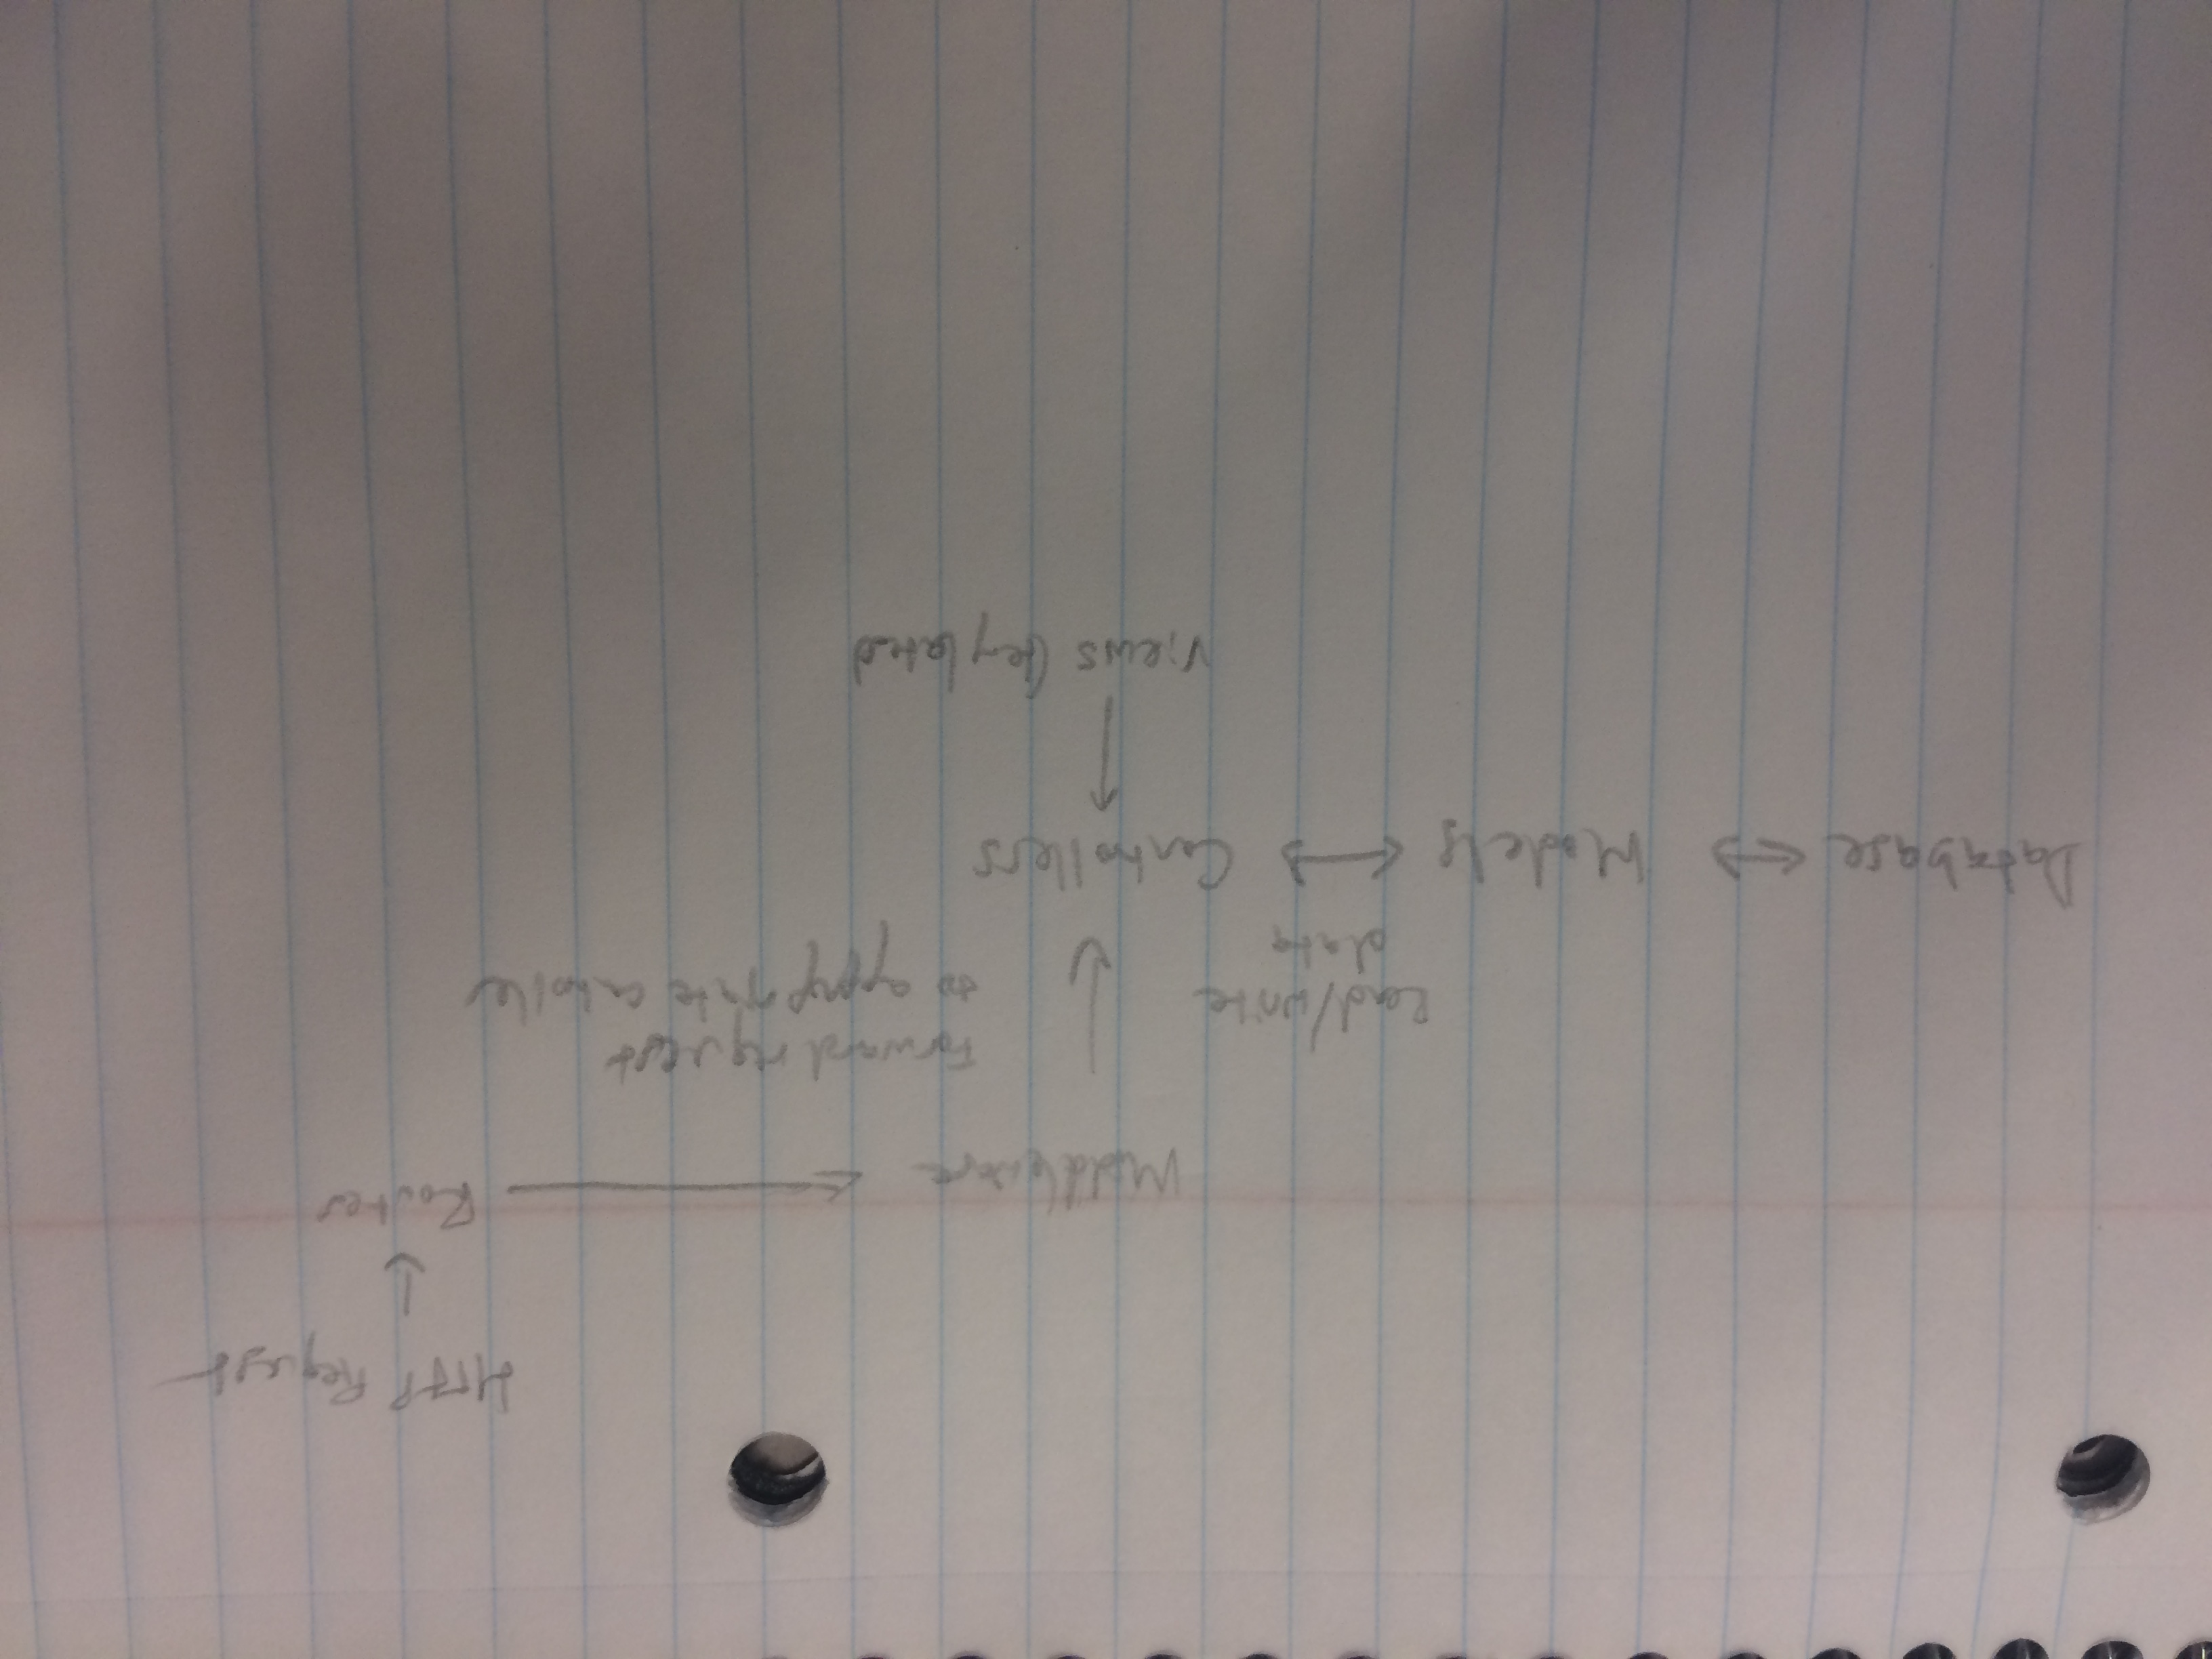 HTTP Request
Router
Middleware
Forward request
to appropriate controller
Read/write
data
Database
Models
Controllers
Views (templates)